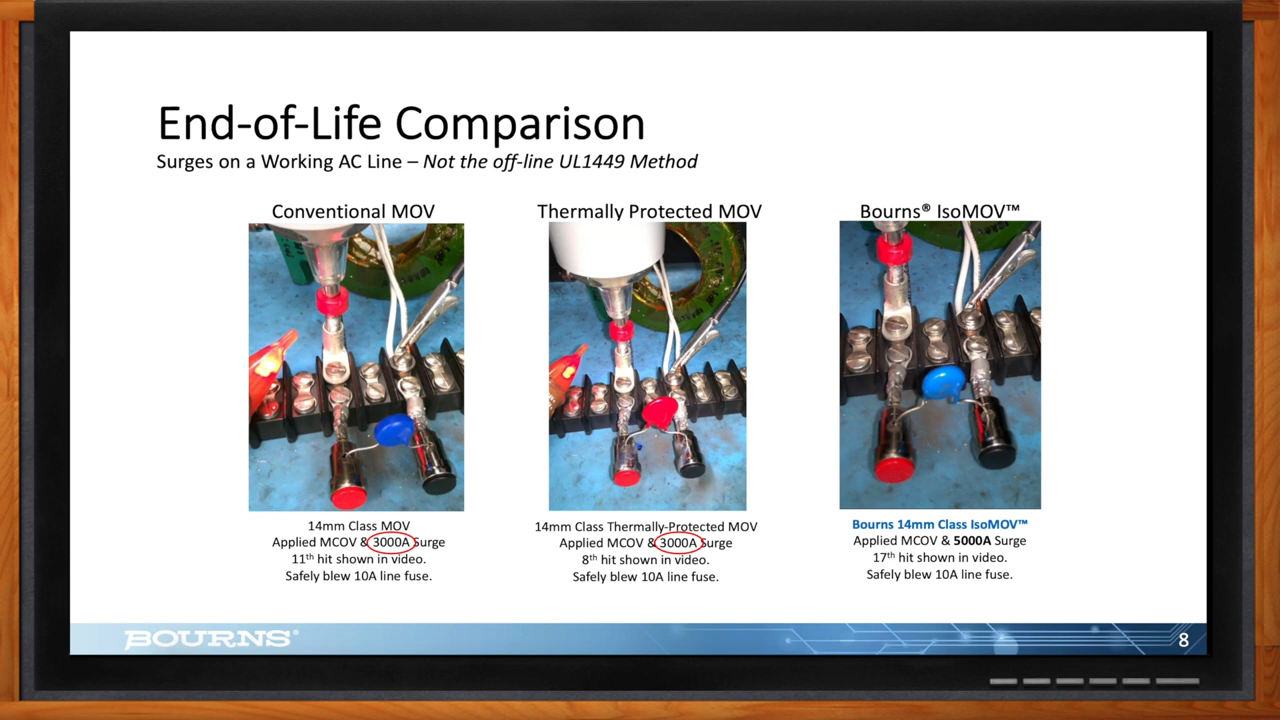 End-of-Life Comparison
Surges on a Working AC Line – Not the off-line UL1449 Method
Conventional MOV
14mm Class MOV
Applied MCOV & 3000A Surge
11th hit shown in video.
Safely blew 10A line fuse.
Thermally Protected MOV
14mm Class Thermally-Protected MOV
Applied MCOV & 3000A Surge
8th hit shown in video.
Safely blew 10A line fuse.
Bourns® IsoMOV™
Bourns 14mm Class IsoMOV™
Applied MCOV & 5000A Surge
17th hit shown in video.
Safely blew 10A line fuse.
BOURNS®
8